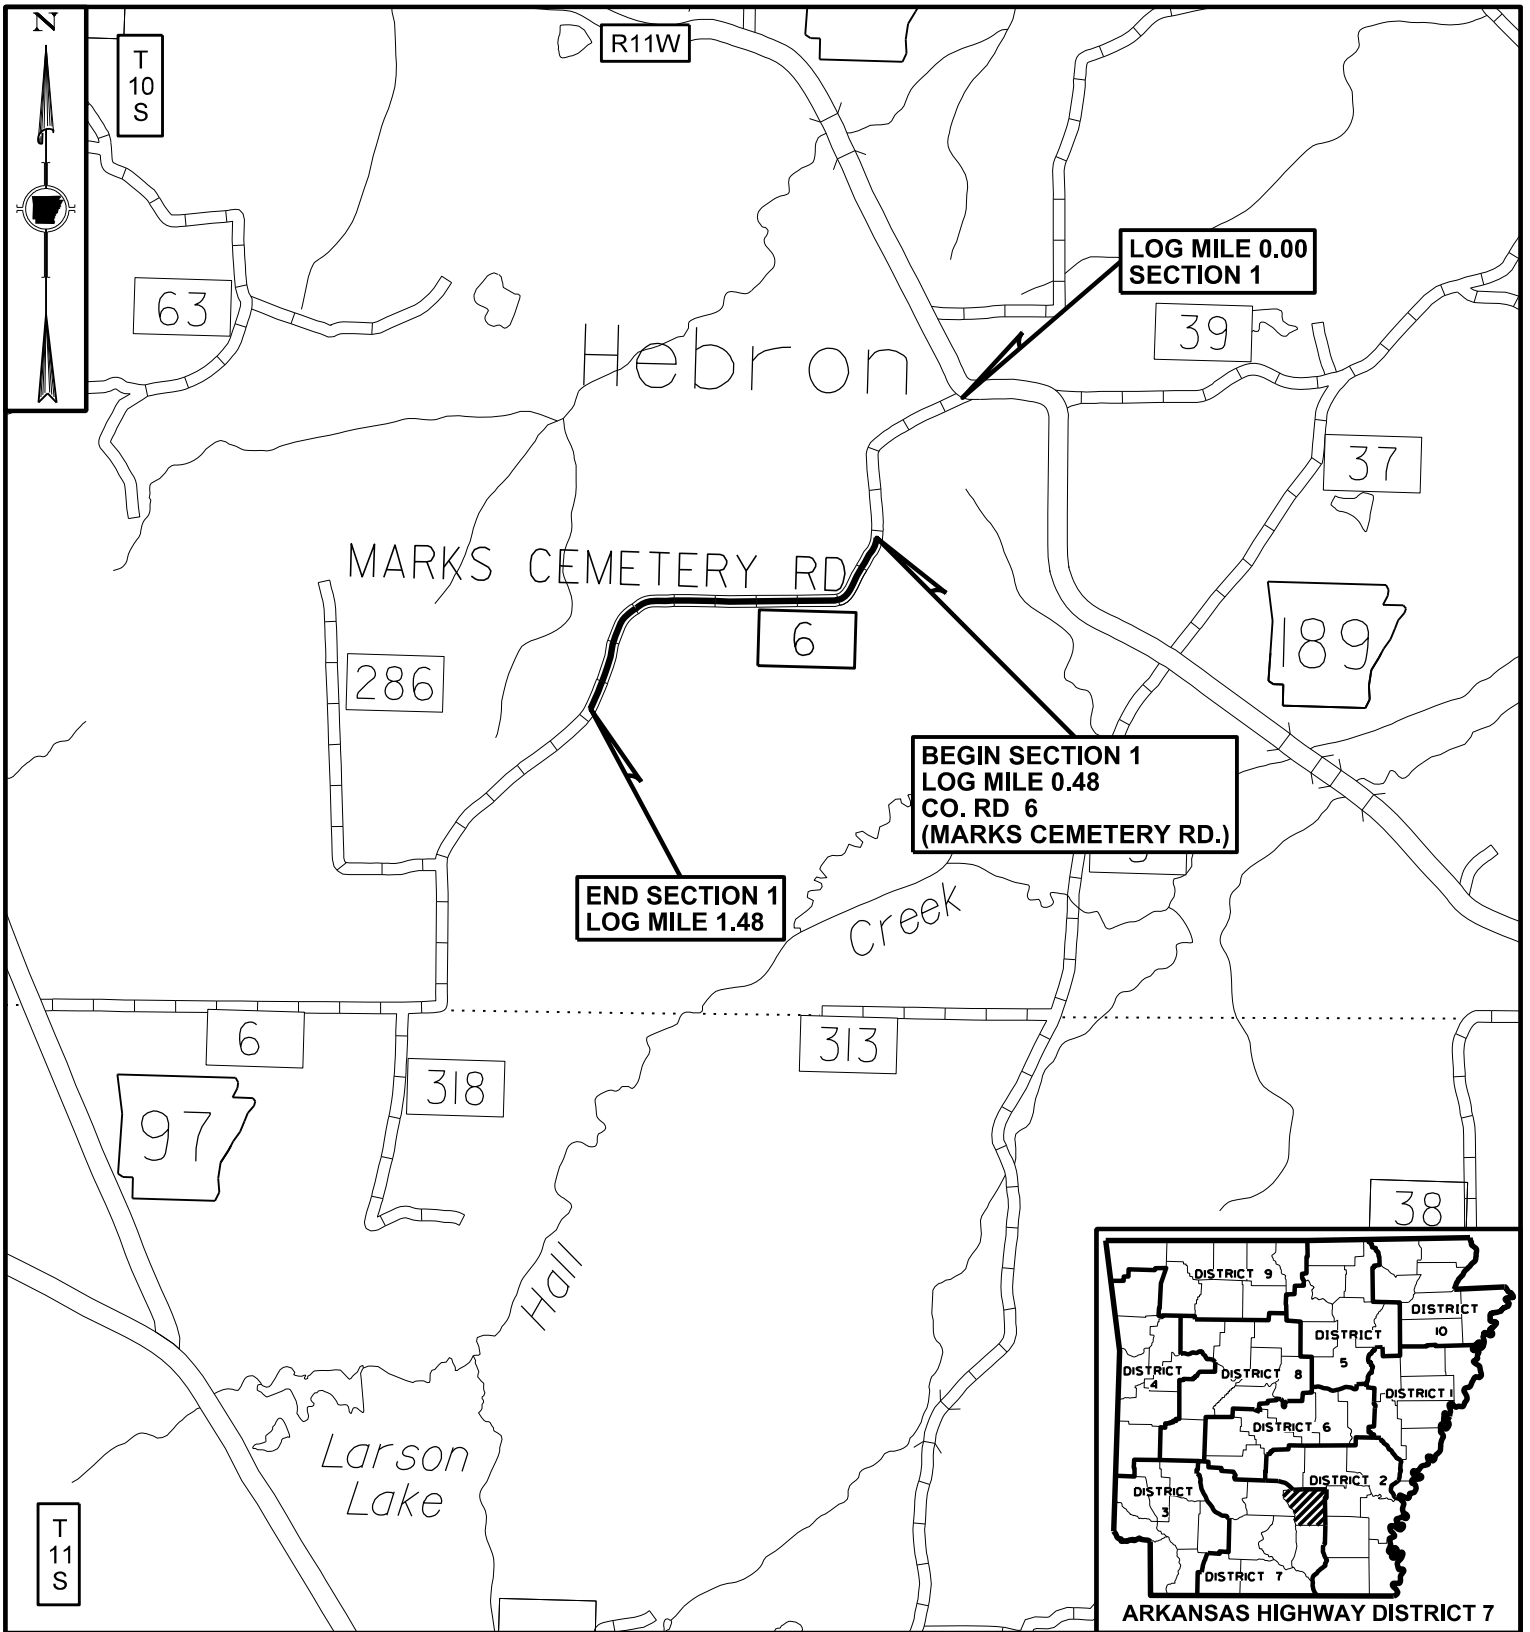 N
T
10
S
R11W
LOG MILE 0.00
SECTION 1
63
39
Hebron
37
MARKS CEMETERY RD
6
189
286
BEGIN SECTION 1
LOG MILE 0.48
CO. RD 6
(MARKS CEMETERY RD.)
END SECTION 1
LOG MILE 1.48
Creek
6
313
318
97
38
Hall
Larson
Lake
T
11
S
DISTRICT 9
DISTRICT
10
DISTRICT
5
DISTRICT
4
DISTRICT 8
DISTRICT 1
DISTRICT 6
DISTRICT 2
DISTRICT
3
DISTRICT 7
ARKANSAS HIGHWAY DISTRICT 7